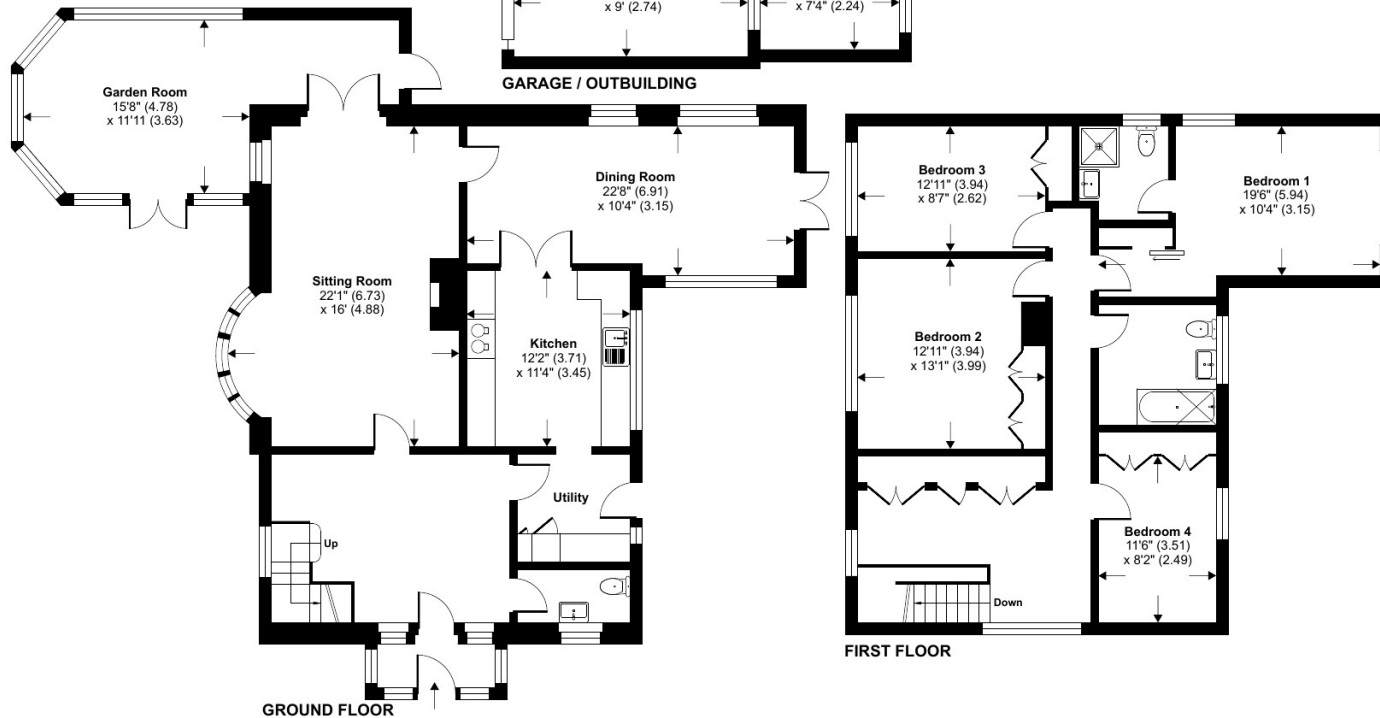 x 9' (2.74)
x 7'4" (2.24)
GARAGE / OUTBUILDING
Garden Room
15'8" (4.78)
x 11'11 (3.63)
Dining Room
22'8" (6.91)
x 10'4" (3.15)
Sitting Room
22'1" (6.73)
x 16' (4.88)
Kitchen
12'2" (3.71)
x 11'4" (3.45)
Utility
Up
GROUND FLOOR
Bedroom 3
12'11" (3.94)
x 8'7" (2.62)
Bedroom 1
19'6" (5.94)
x 10'4" (3.15)
Bedroom 2
12'11" (3.94)
x 13'1" (3.99)
Bedroom 4
11'6" (3.51)
x 8'2" (2.49)
Down
FIRST FLOOR